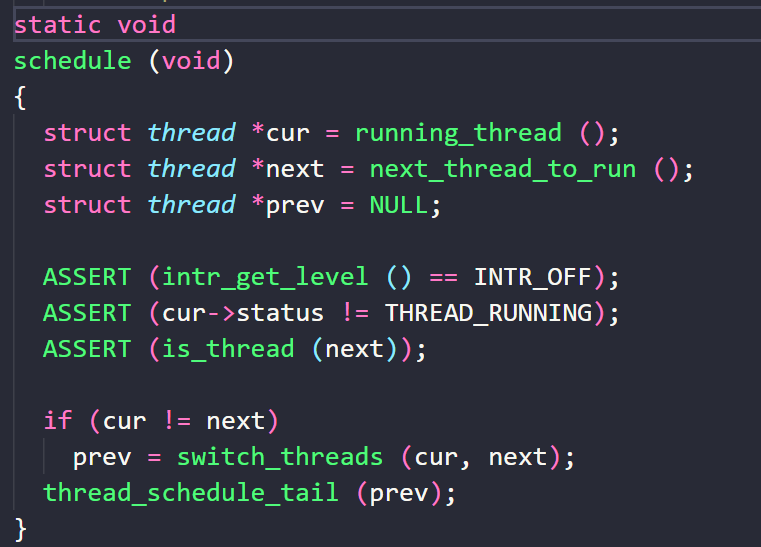 static void
schedule (void)
{
  struct thread *cur = running_thread ();
  struct thread *next = next_thread_to_run ();
  struct thread *prev = NULL;

  ASSERT (intr_get_level () == INTR_OFF);
  ASSERT (cur->status != THREAD_RUNNING);
  ASSERT (is_thread (next));

  if (cur != next)
    prev = switch_threads (cur, next);
  thread_schedule_tail (prev);
}